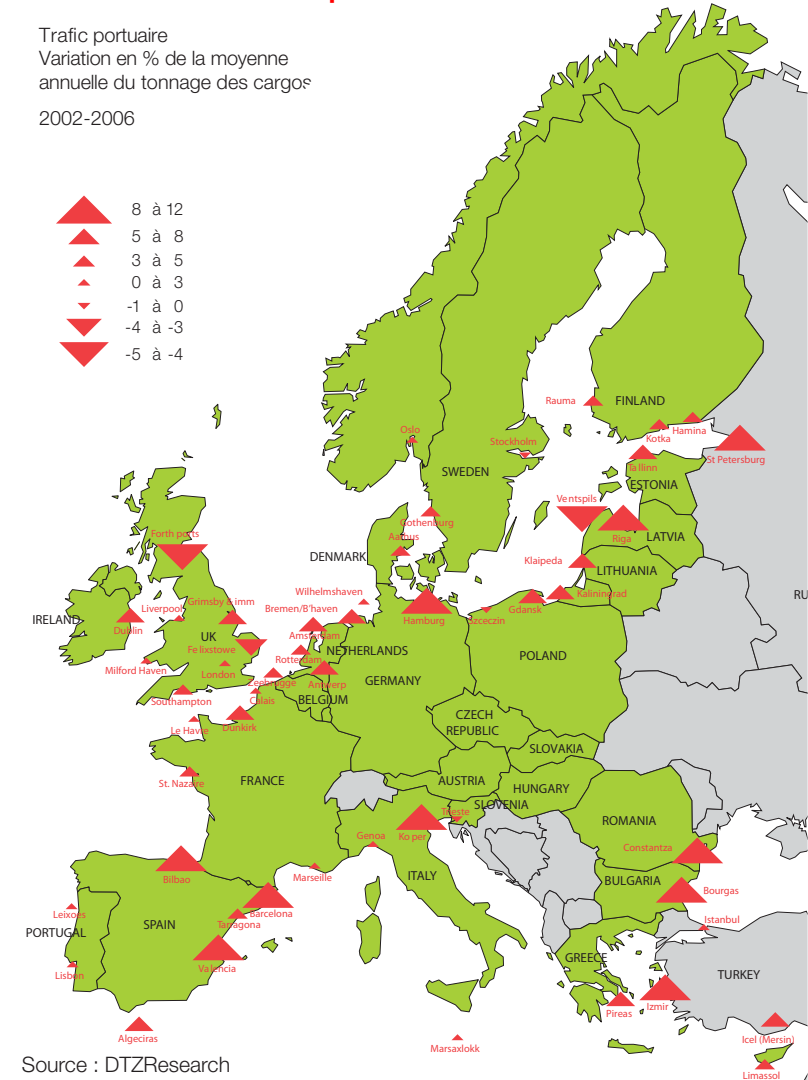 Trafic portuaire
Variation en % de la moyenne
annuelle du tonnage des cargos
2002-2006
8 à 12
5 à 8
3 à 5
0 à 3
-1 à 0
-4 à -3
-5 à -4
Rauma
FINLAND
Oslo
Hamina
Kotka
Stockholm
St Petersburg
SWEDEN
Tallinn
ESTONIA
Ventspils
Gothenburg
Forth ports
Riga
LATVIA
Aarhus
DENMARK
Klaipeda
LITHUANIA
Wilhelmshaven
Kaliningrad
RU
Grimsby & imm
Liverpool
Bremen/B'haven
Gdansk
IRELAND
Hamburg
Szczecin
Dublin
UK
Amsterdam
Felixstowe
NETHERLANDS
Rotterdam
POLAND
Milford Haven
London
Zeebrugge
GERMANY
Antwerp
Southampton
Calais
BELGIUM
Le Havre
Dunkirk
CZECH
REPUBLIC
SLOVAKIA
St. Nazaire
FRANCE
AUSTRIA
HUNGARY
SLOVENIA
Trieste
ROMANIA
Genoa
Koper
Constantza
Bilbao
Marseille
ITALY
BULGARIA
Bourgas
Leixoes
Barcelona
Tarragona
Istanbul
PORTUGAL
SPAIN
GREECE
Valencia
Lisbon
TURKEY
Izmir
Pireas
Algeciras
Marsaxlokk
Icel (Mersin)
Limassol
Source : DTZResearch